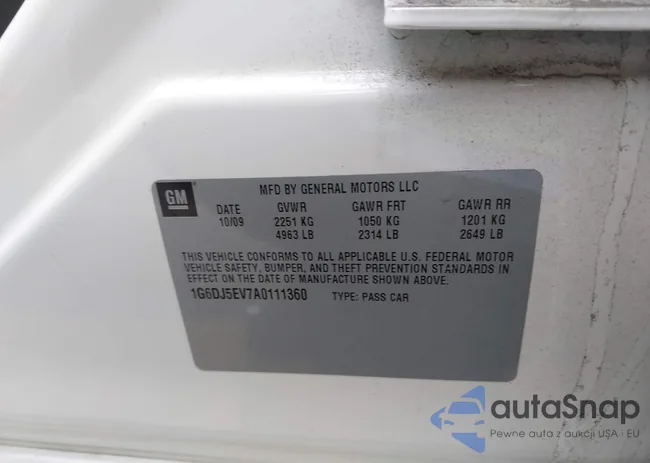 GM
MFD BY GENERAL MOTORS LLC
DATE GVWR GAWR FRT GAWR RR
10/09 2251 KG 1050 KG 1201 KG
4963 LB 2314 LB 2649 LB
THIS VEHICLE CONFORMS TO ALL APPLICABLE U.S. FEDERAL MOTOR
VEHICLE SAFETY, BUMPER, AND THEFT PREVENTION STANDARDS IN
EFFECT ON THE DATE OF MANUFACTURE SHOWN ABOVE.
1G6DJ5EV7A0111360 TYPE: PASS CAR
autaSnap
Pewne auta z aukcji USA · EU